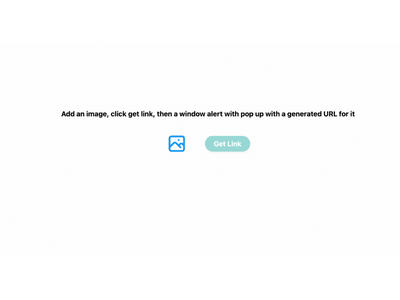 Add an image, click get link, then a window alert with pop up with a generated URL for it
Get Link